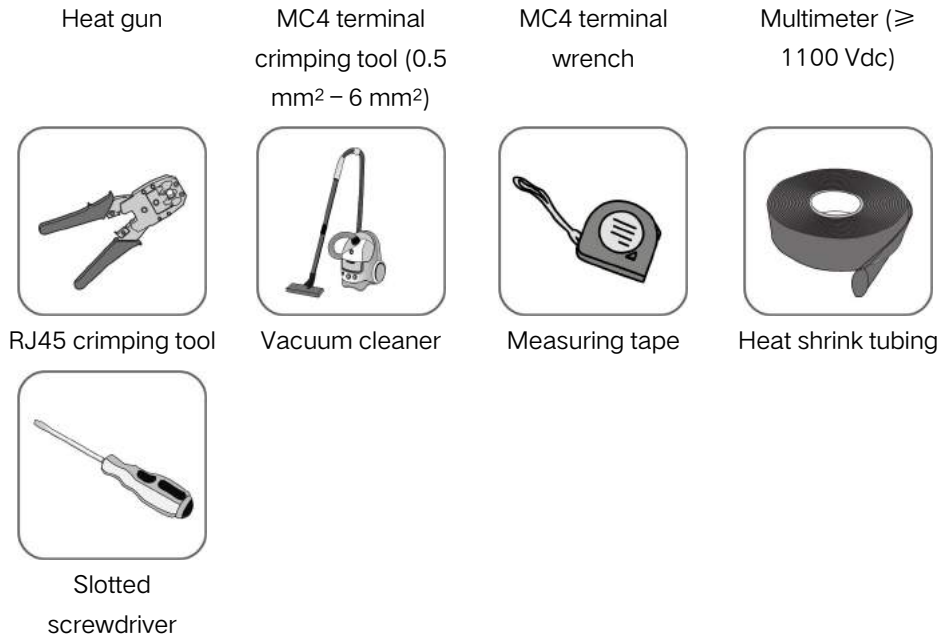 Heat gun
MC4 terminal
crimping tool (0.5
mm² – 6 mm²)
MC4 terminal
wrench
Multimeter (≥
1100 Vdc)
RJ45 crimping tool
Vacuum cleaner
Measuring tape
Heat shrink tubing
Slotted
screwdriver